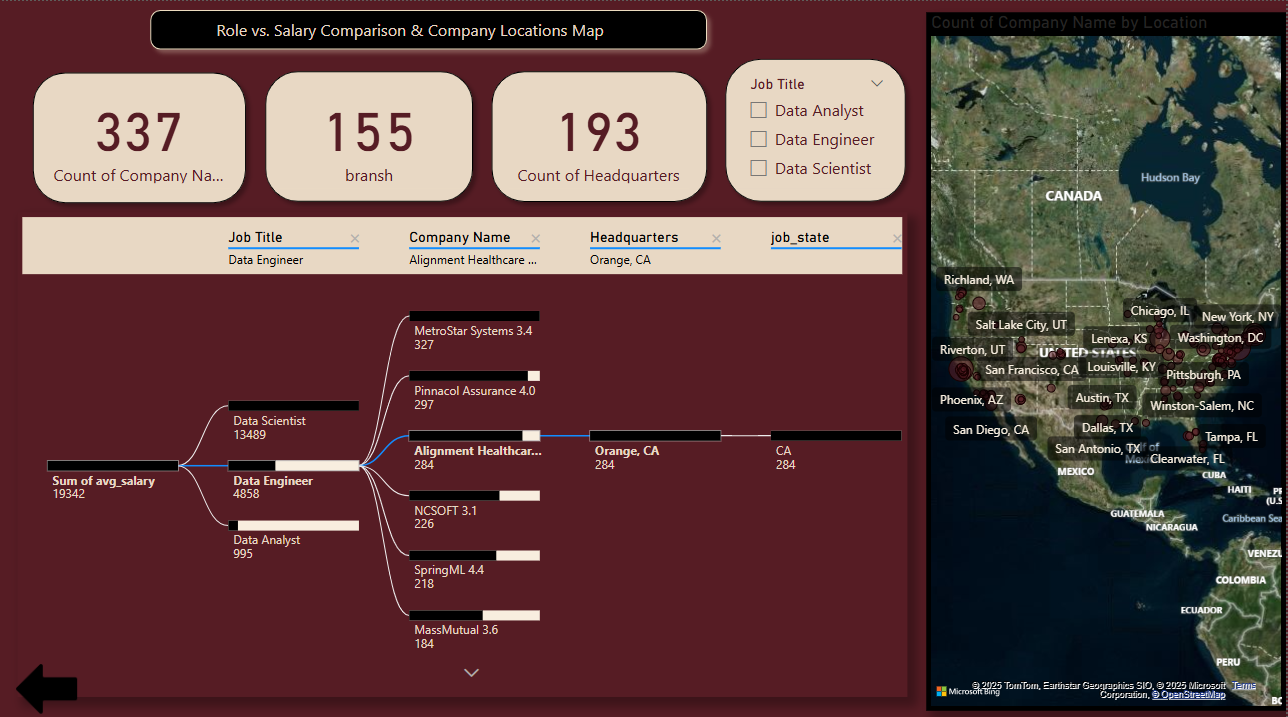 Role vs. Salary Comparison & Company Locations Map
337
Count of Company Na...
155
bransh
193
Count of Headquarters
Job Title
Data Analyst
Data Engineer
Data Scientist
Job Title
Data Engineer
Company Name
Alignment Healthcare ...
Headquarters
Orange, CA
job_state
Sum of avg_salary
19342
Data Scientist
13489
Data Engineer
4858
Data Analyst
995
MetroStar Systems 3.4
327
Pinnacol Assurance 4.0
297
Alignment Healthcar...
284
NCSOFT 3.1
226
SpringML 4.4
218
MassMutual 3.6
184
Orange, CA
284
CA
284
Count of Company Name by Location
Hudson Bay
CANADA
Richland, WA
Chicago, IL
New York, NY
Salt Lake City, UT
Lenexa, KS
Washington, DC
Riverton, UT
UNITED STATES
San Francisco, CA
Louisville, KY
Pittsburgh, PA
Phoenix, AZ
Austin, TX
Winston-Salem, NC
San Diego, CA
Dallas, TX
Tampa, FL
San Antonio, TX
Gulf of
Mexico
Clearwater, FL
MEXICO
CUBA
HAITI
PR
(U.S
GUATEMALA
NICARAGUA
Caribbean Sea
VENEZU
COLOMBIA
ECUADOR
PERU
BO
Microsoft Bing
© 2025 TomTom, Earthstar Geographics SIO, © 2025 Microsoft Corporation, © OpenStreetMap Terms